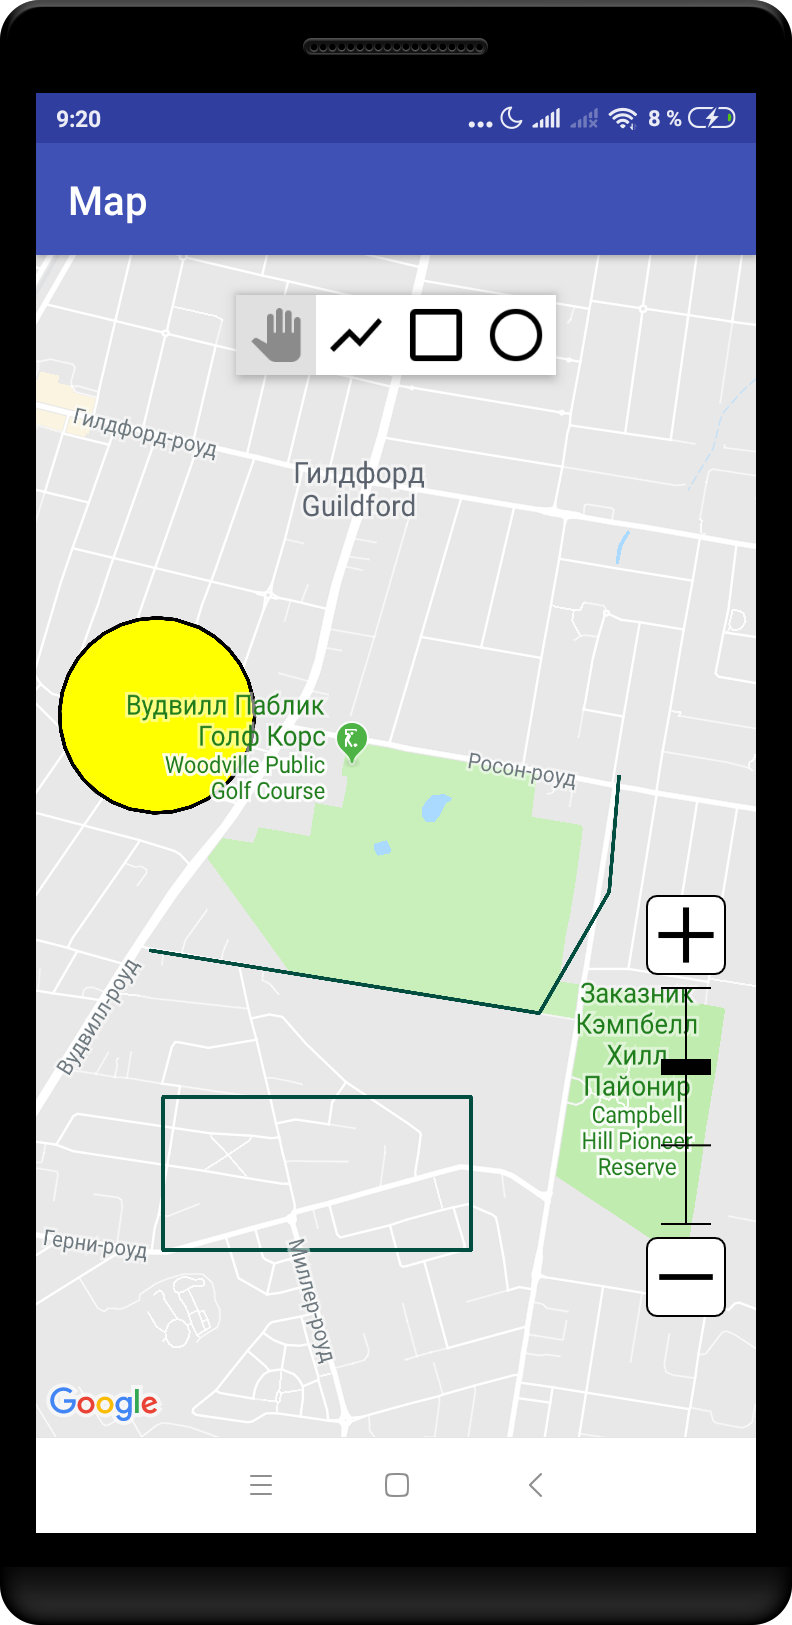 9:20
8 %
Map
Гилдфорд-роуд
Гилдфорд
Guildford
Вудвилл Паблик
Голф Корс
Woodville Public
Golf Course
Росон-роуд
Вудвилл-роуд
Заказник
Кэмпбелл
Хилл
Пайонир
Campbell
Hill Pioneer
Reserve
Герни-роуд
Миллер-роуд
Google